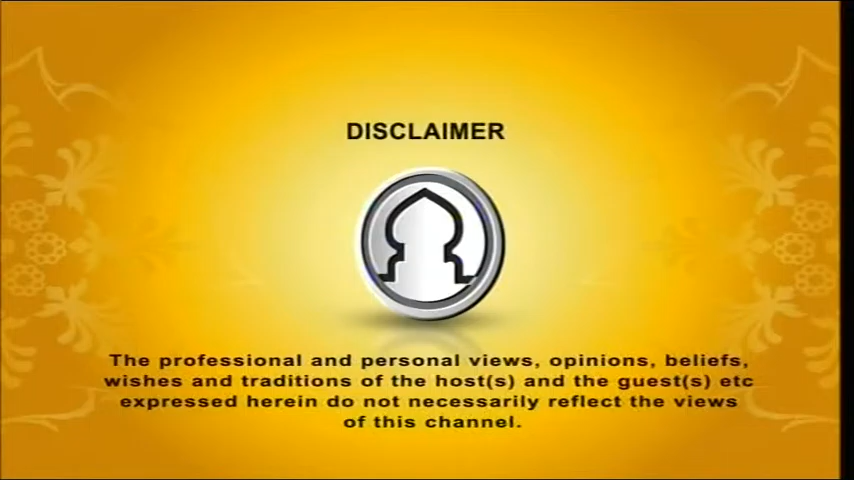 DISCLAIMER
The professional and personal views, opinions, beliefs,
wishes and traditions of the host(s) and the guest(s) etc
expressed herein do not necessarily reflect the views
of this channel.